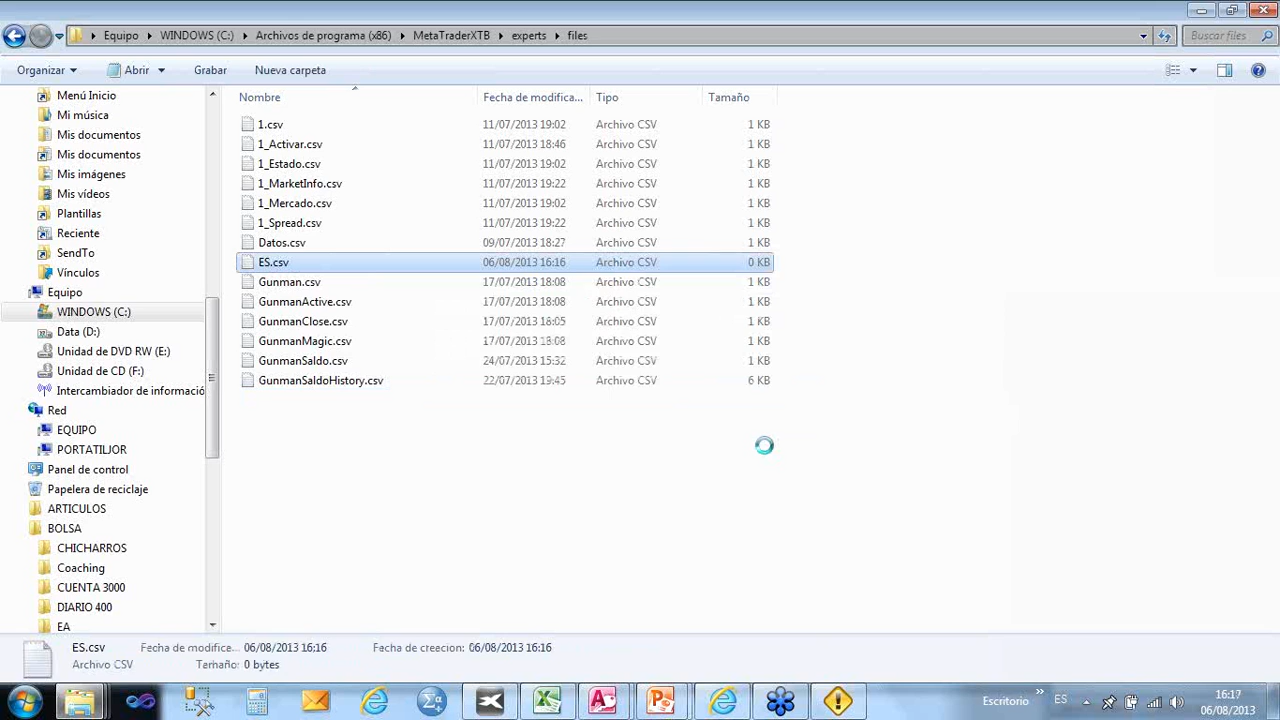 Equipo WINDOWS (C:) Archivos de programa (x86) MetaTraderXTB experts files Buscar files
Organizar Abrir Grabar Nueva carpeta
Nombre Fecha de modifica... Tipo Tamaño
Menú Inicio
Mi música
Mis documentos
Mis documentos
Mis imágenes
Mis vídeos
Plantillas
Reciente
SendTo
Vínculos
Equipo
WINDOWS (C:)
Data (D:)
Unidad de DVD RW (E:)
Unidad de CD (F:)
Intercambiador de informació
Red
EQUIPO
PORTATILJOR
Panel de control
Papelera de reciclaje
ARTICULOS
BOLSA
CHICHARROS
Coaching
CUENTA 3000
DIARIO 400
EA
1.csv 11/07/2013 19:02 Archivo CSV 1 KB
1_Activar.csv 11/07/2013 18:46 Archivo CSV 1 KB
1_Estado.csv 11/07/2013 19:02 Archivo CSV 1 KB
1_MarketInfo.csv 11/07/2013 19:22 Archivo CSV 1 KB
1_Mercado.csv 11/07/2013 19:02 Archivo CSV 1 KB
1_Spread.csv 11/07/2013 19:22 Archivo CSV 1 KB
Datos.csv 09/07/2013 18:27 Archivo CSV 1 KB
ES.csv 06/08/2013 16:16 Archivo CSV 0 KB
Gunman.csv 17/07/2013 18:08 Archivo CSV 1 KB
GunmanActive.csv 17/07/2013 18:08 Archivo CSV 1 KB
GunmanClose.csv 17/07/2013 18:05 Archivo CSV 1 KB
GunmanMagic.csv 17/07/2013 18:08 Archivo CSV 1 KB
GunmanSaldo.csv 24/07/2013 15:32 Archivo CSV 1 KB
GunmanSaldoHistory.csv 22/07/2013 19:45 Archivo CSV 6 KB
ES.csv Fecha de modifica... 06/08/2013 16:16 Fecha de creacion: 06/08/2013 16:16
Archivo CSV Tamaño: 0 bytes
Escritorio » ES 16:17
06/08/2013